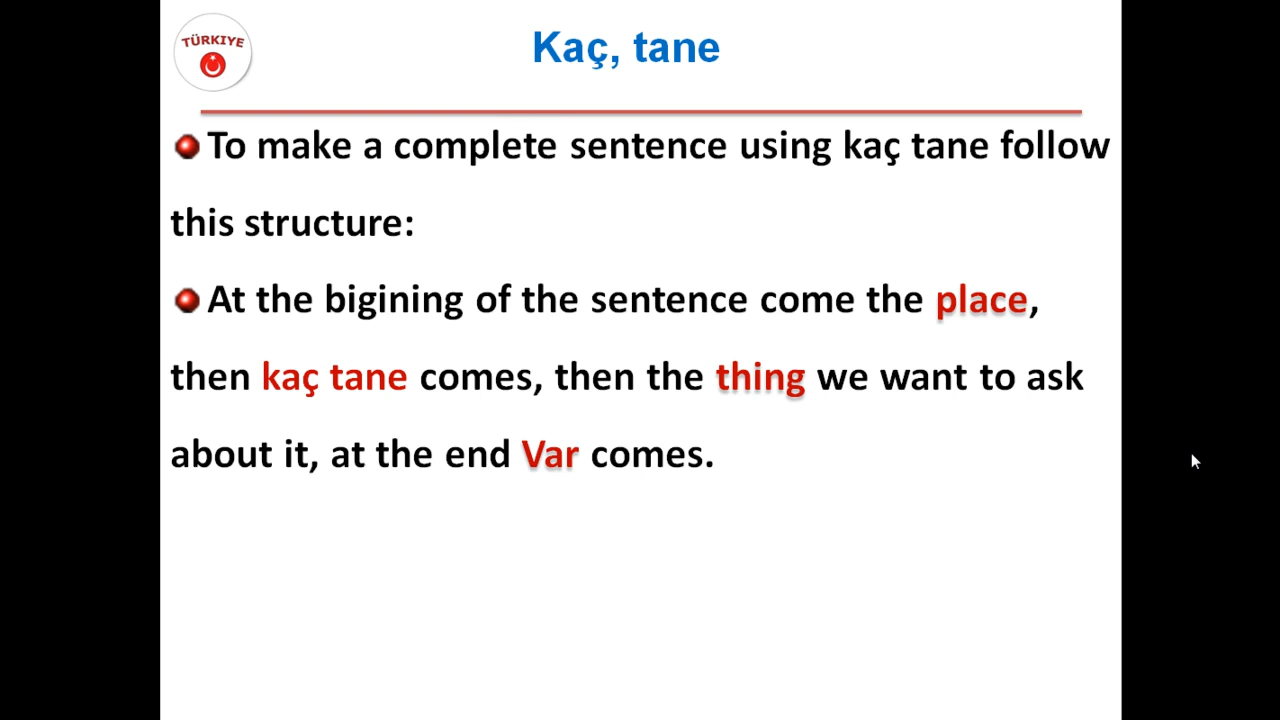 TÜRKIYE
Kaç, tane
To make a complete sentence using kaç tane follow
this structure:
At the bigining of the sentence come the place,
then kaç tane comes, then the thing we want to ask
about it, at the end Var comes.